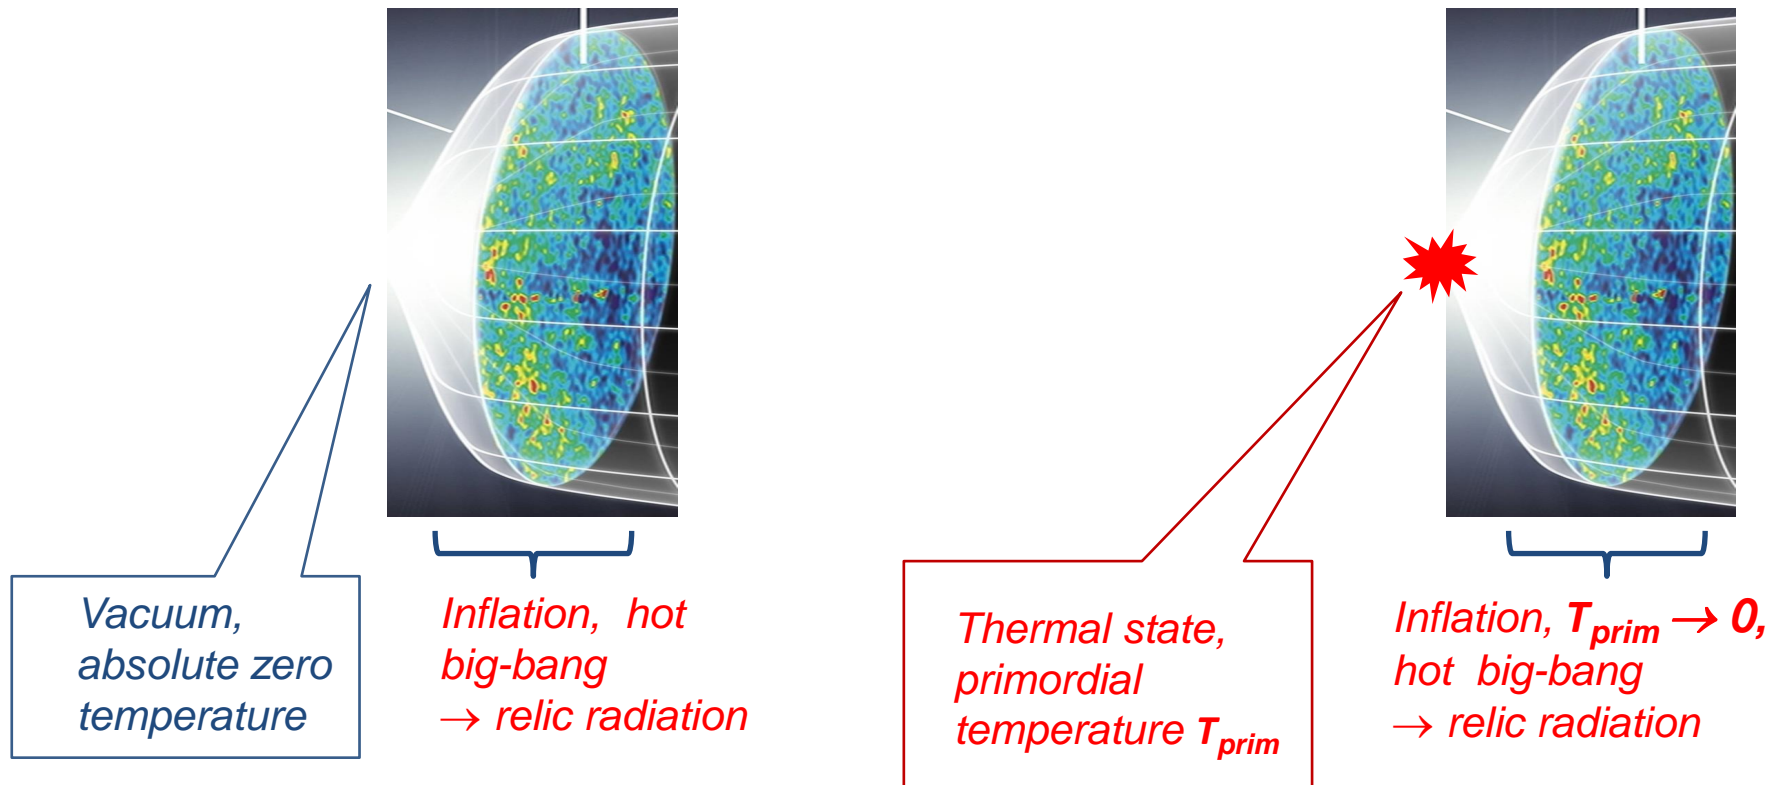 Vacuum,
absolute zero
temperature
Inflation, hot
big-bang
→ relic radiation
Thermal state,
primordial
temperature Tprim
Inflation, Tprim → 0,
hot big-bang
→ relic radiation